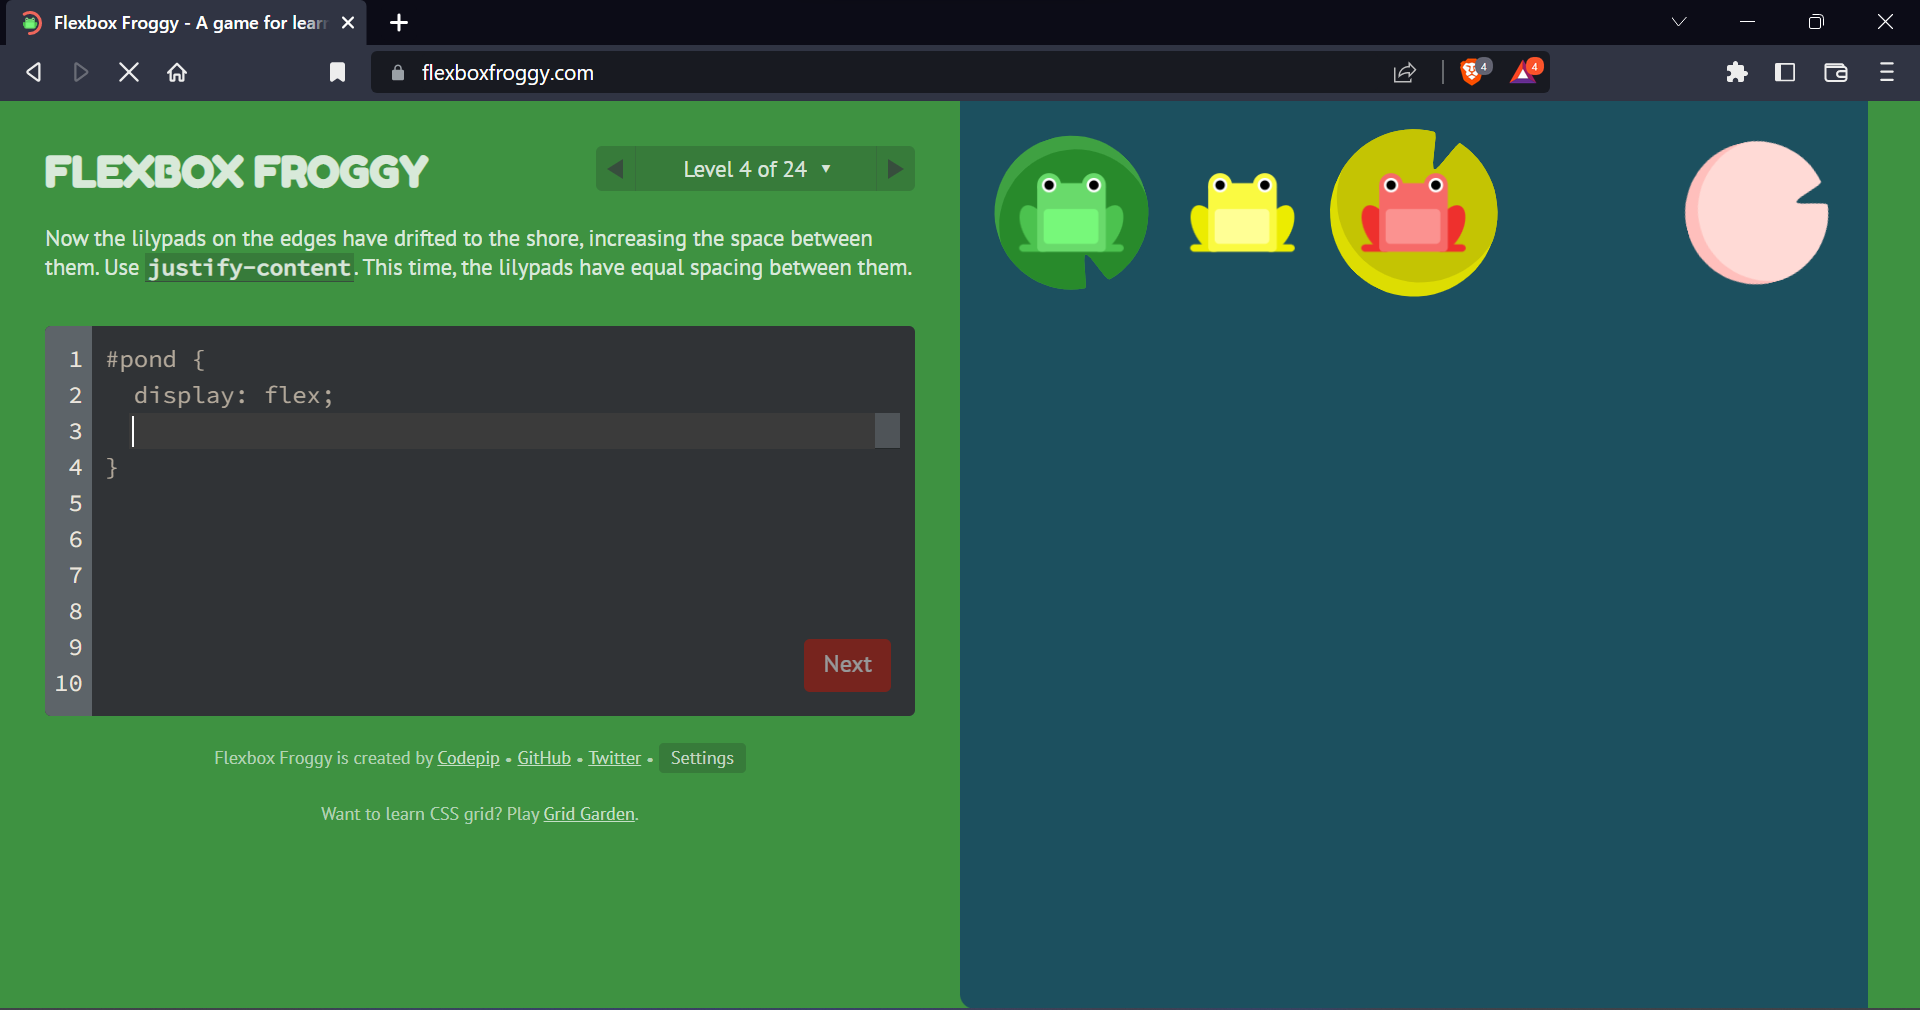 Flexbox Froggy - A game for lear
flexboxfroggy.com
4
4
FLEXBOX FROGGY
Level 4 of 24
Now the lilypads on the edges have drifted to the shore, increasing the space between
them. Use justify-content. This time, the lilypads have equal spacing between them.
1 #pond {
2 display: flex;
3
4 }
5
6
7
8
9
10
Next
Flexbox Froggy is created by Codepip • GitHub • Twitter • Settings
Want to learn CSS grid? Play Grid Garden.